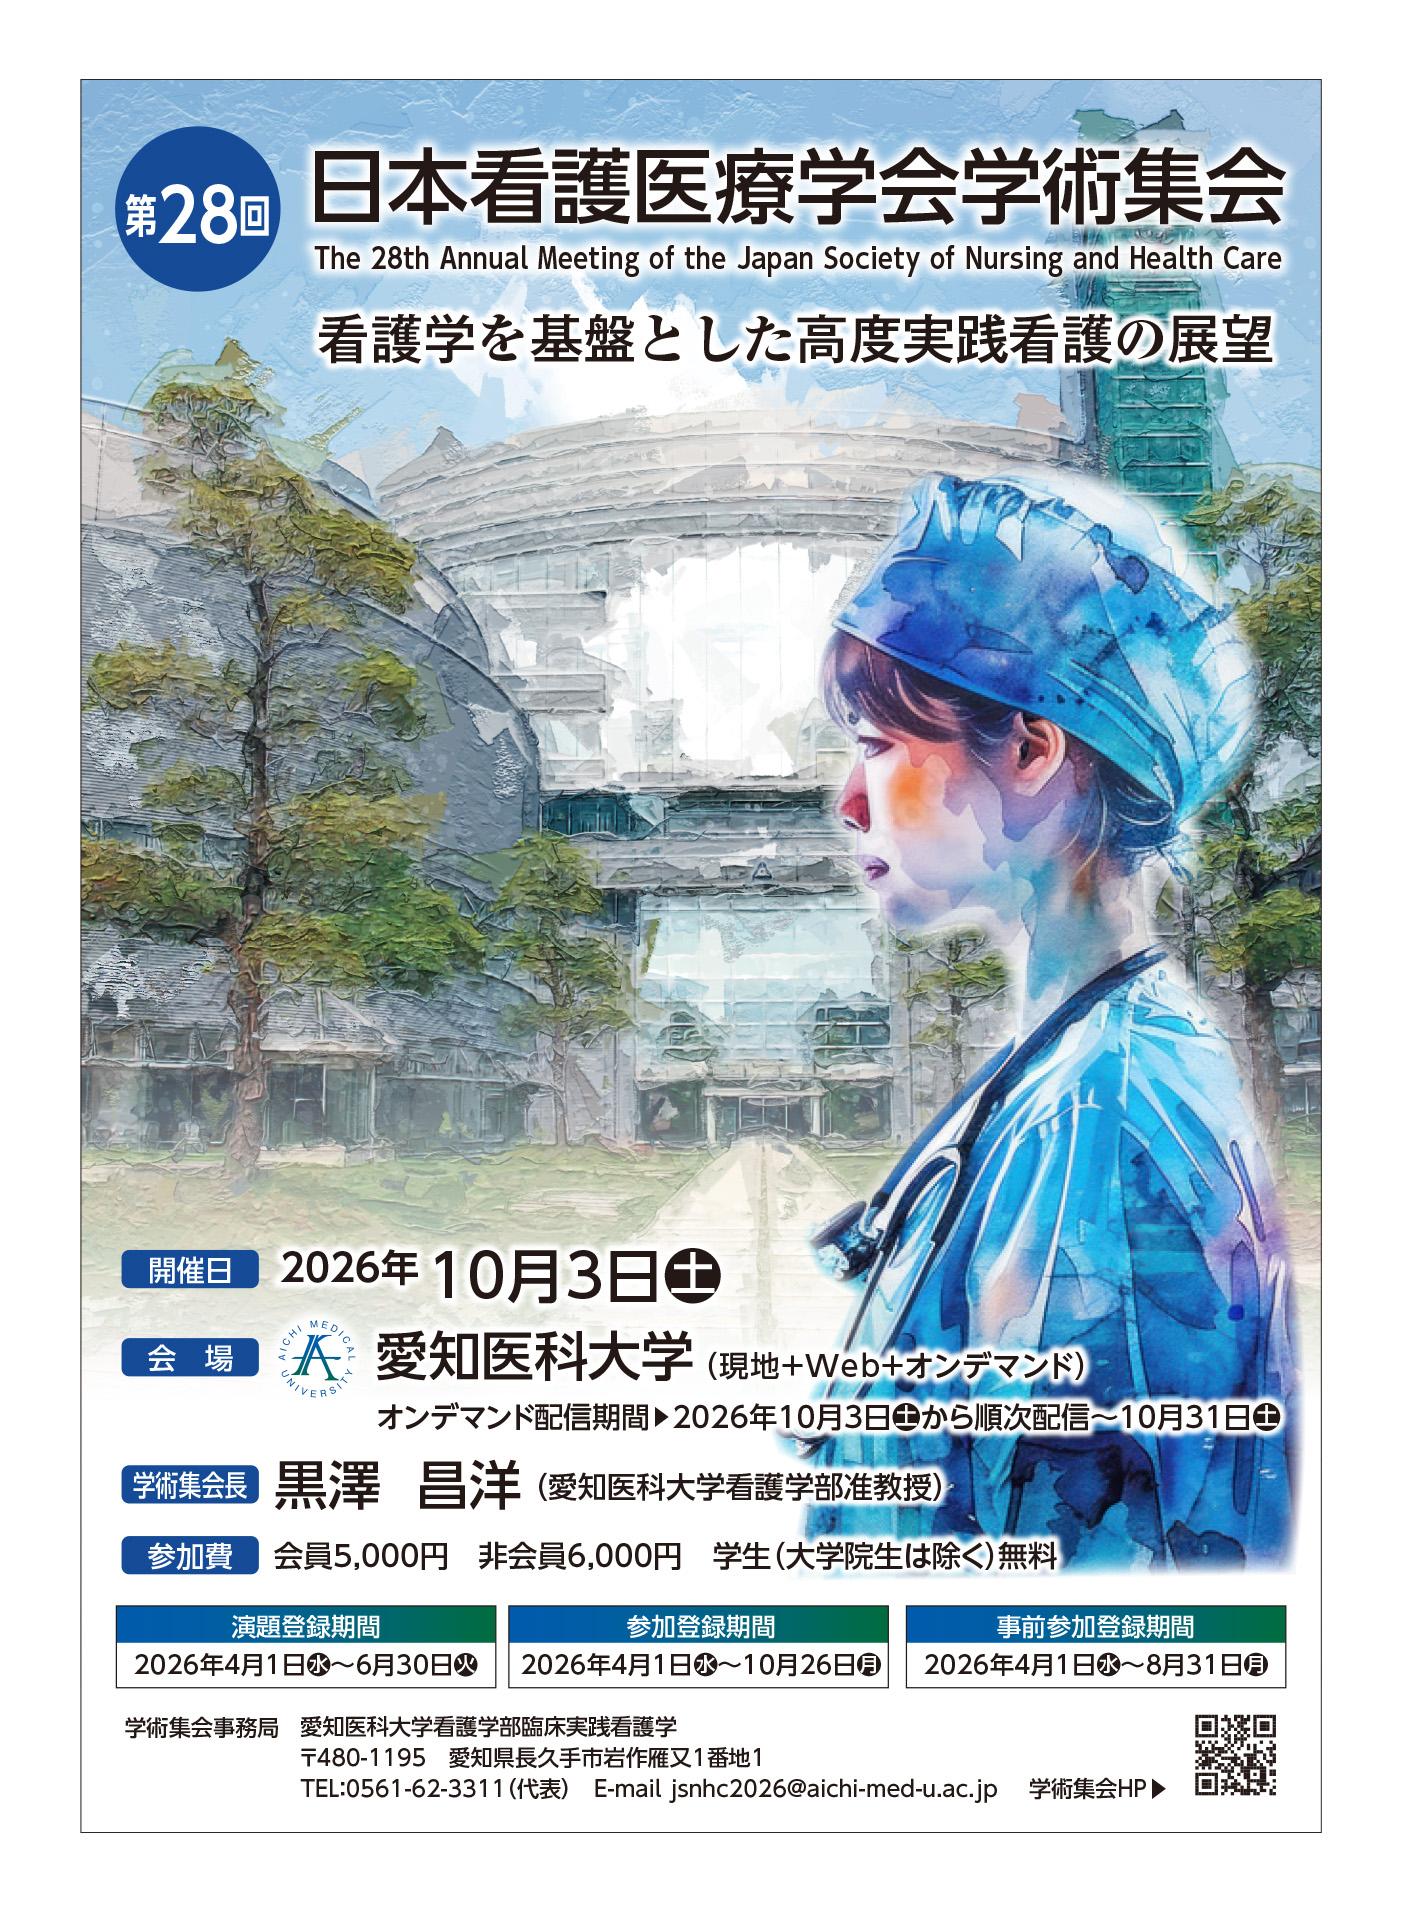 第28回
日本看護医療学会学術集会
The 28th Annual Meeting of the Japan Society of Nursing and Health Care
看護学を基盤とした高度実践看護の展望
開催日 2026年 10月3日土
会 場 AICHI MEDICAL UNIVERSITY 愛知医科大学（現地+Web+オンデマンド）
オンデマンド配信期間▶2026年10月3日土から順次配信～10月31日土
学術集会長 黒澤 昌洋（愛知医科大学看護学部准教授）
参加費 会員5,000円 非会員6,000円 学生（大学院生は除く）無料
演題登録期間
2026年4月1日水～6月30日火
参加登録期間
2026年4月1日水～10月26日月
事前参加登録期間
2026年4月1日水～8月31日月
学術集会事務局 愛知医科大学看護学部臨床実践看護学
〒480-1195 愛知県長久手市岩作雁又1番地1
TEL:0561-62-3311（代表） E-mail jsnhc2026@aichi-med-u.ac.jp 学術集会HP▶